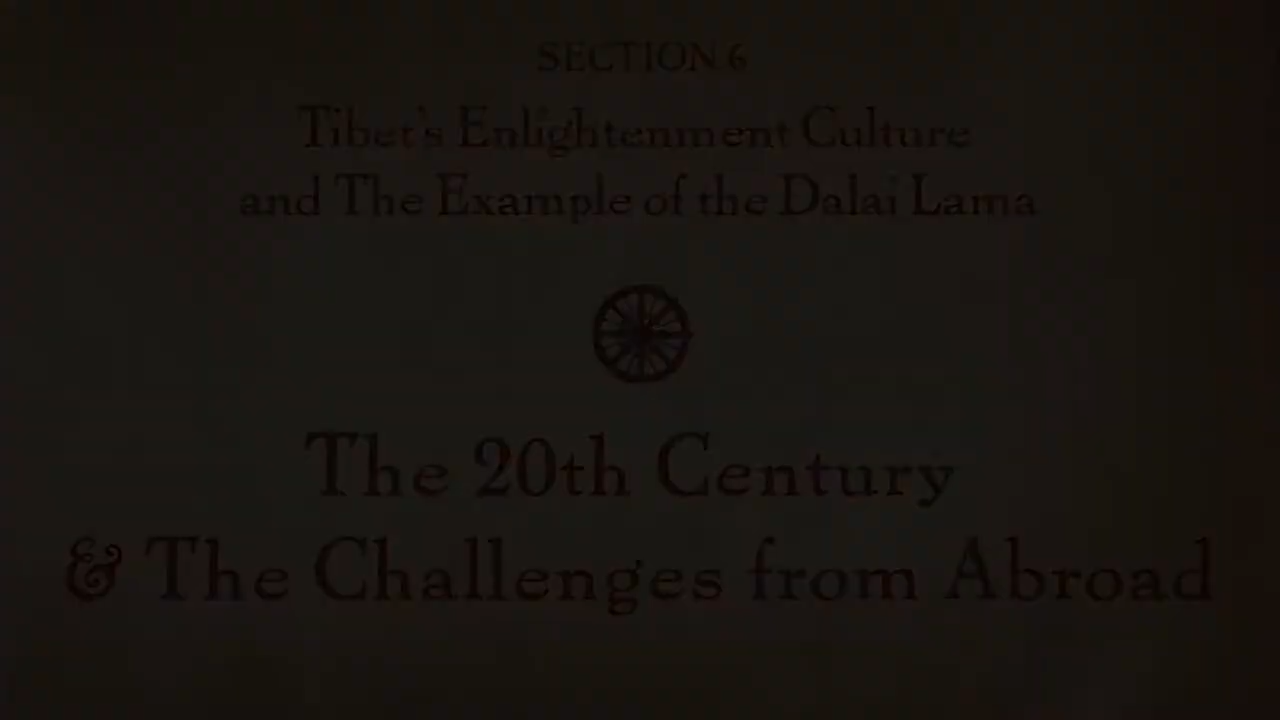 SECTION 6
Tibet's Enlightenment Culture
and The Example of the Dalai Lama
The 20th Century
& The Challenges from Abroad